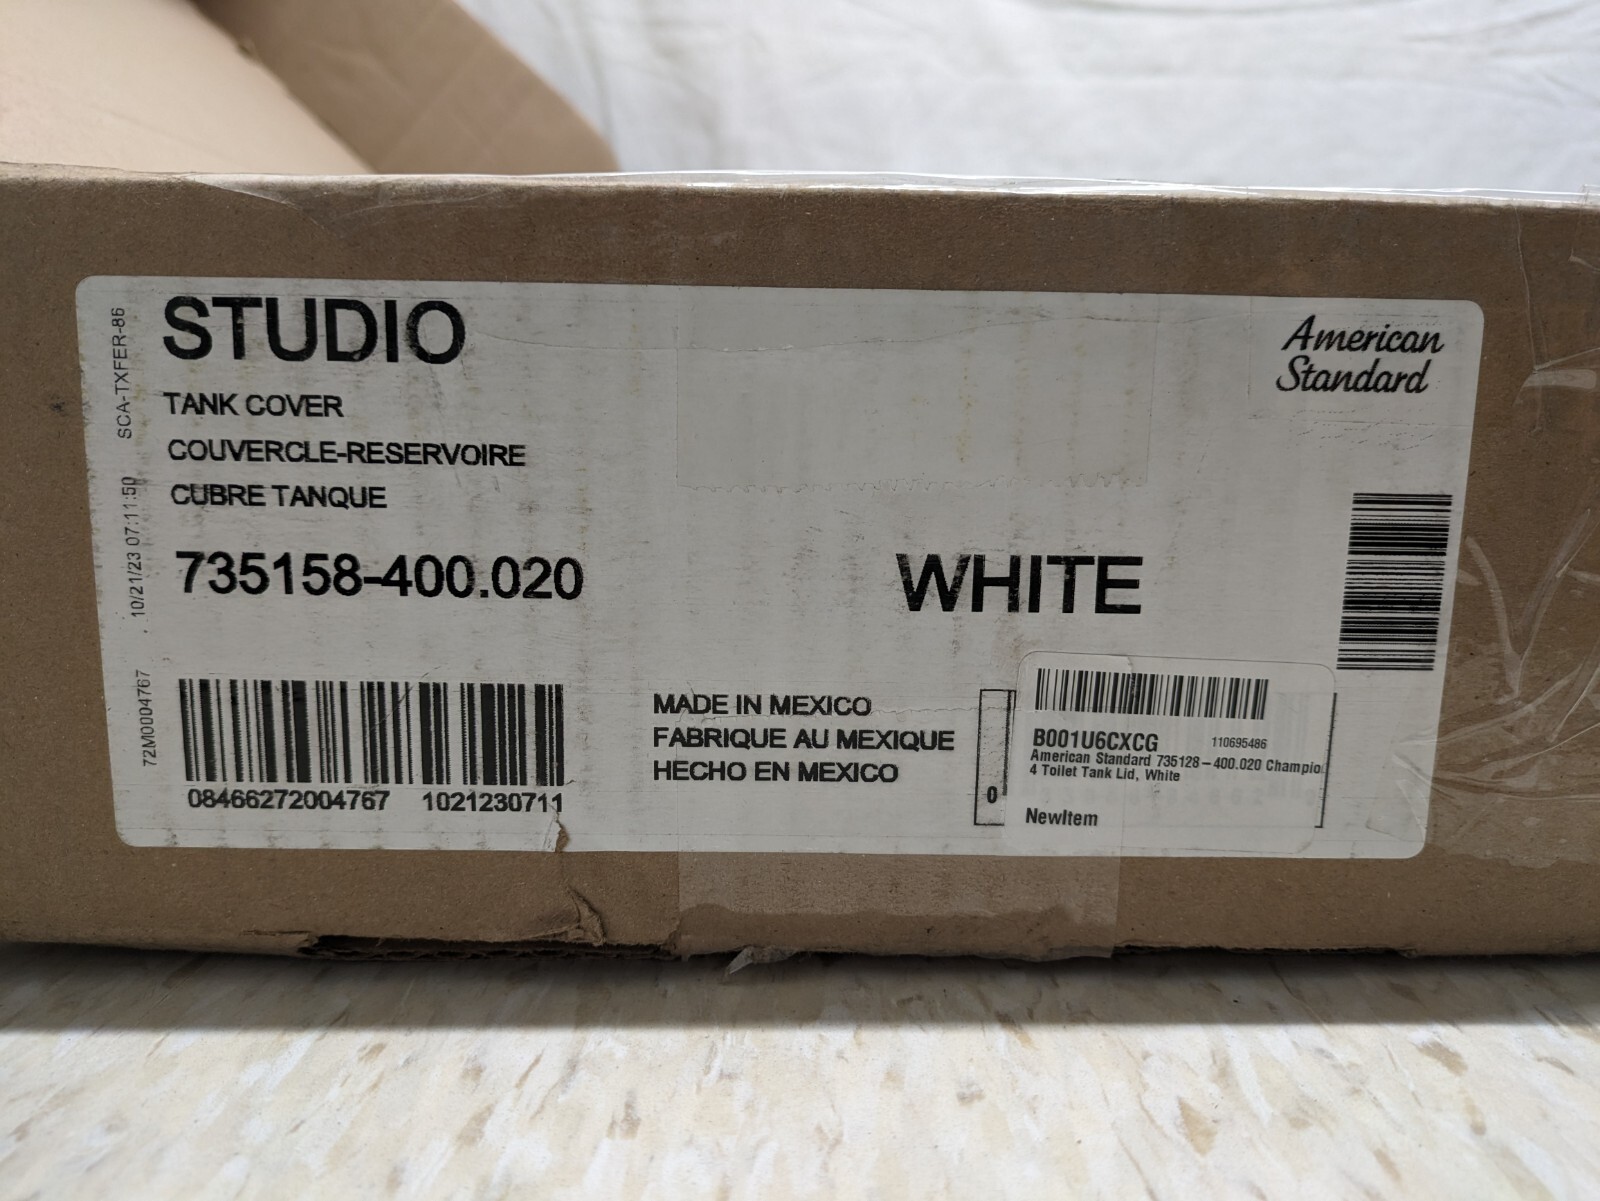 STUDIO
TANK COVER
COUVERCLE-RESERVOIRE
CUBRE TANQUE
735158-400.020
WHITE
American
Standard
SCA-TXFER-86
10/21/23 07:11:50
72M0004767
08466272004767 1021230711
MADE IN MEXICO
FABRIQUE AU MEXIQUE
HECHO EN MEXICO
0
B001U6CXCG 110695486
American Standard 735128-400.020 Champio
4 Toilet Tank Lid, White
NewItem